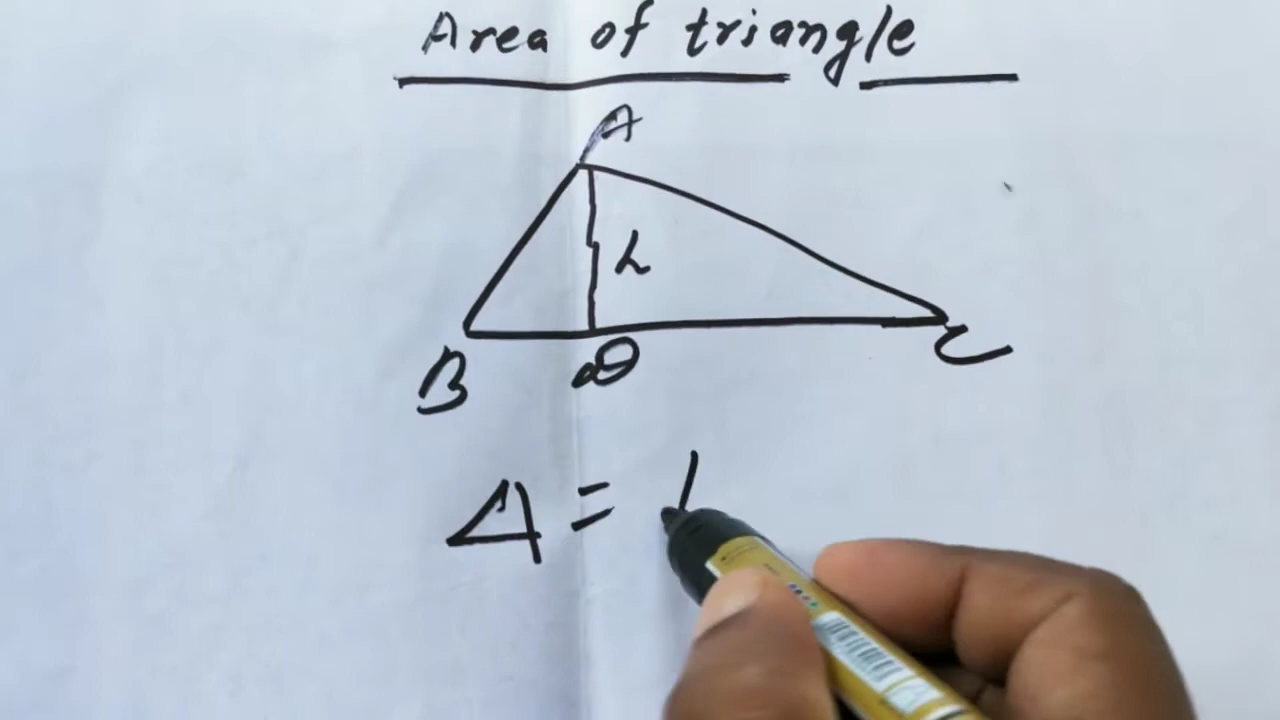 Area of triangle
A
h
B D C
Δ = 1